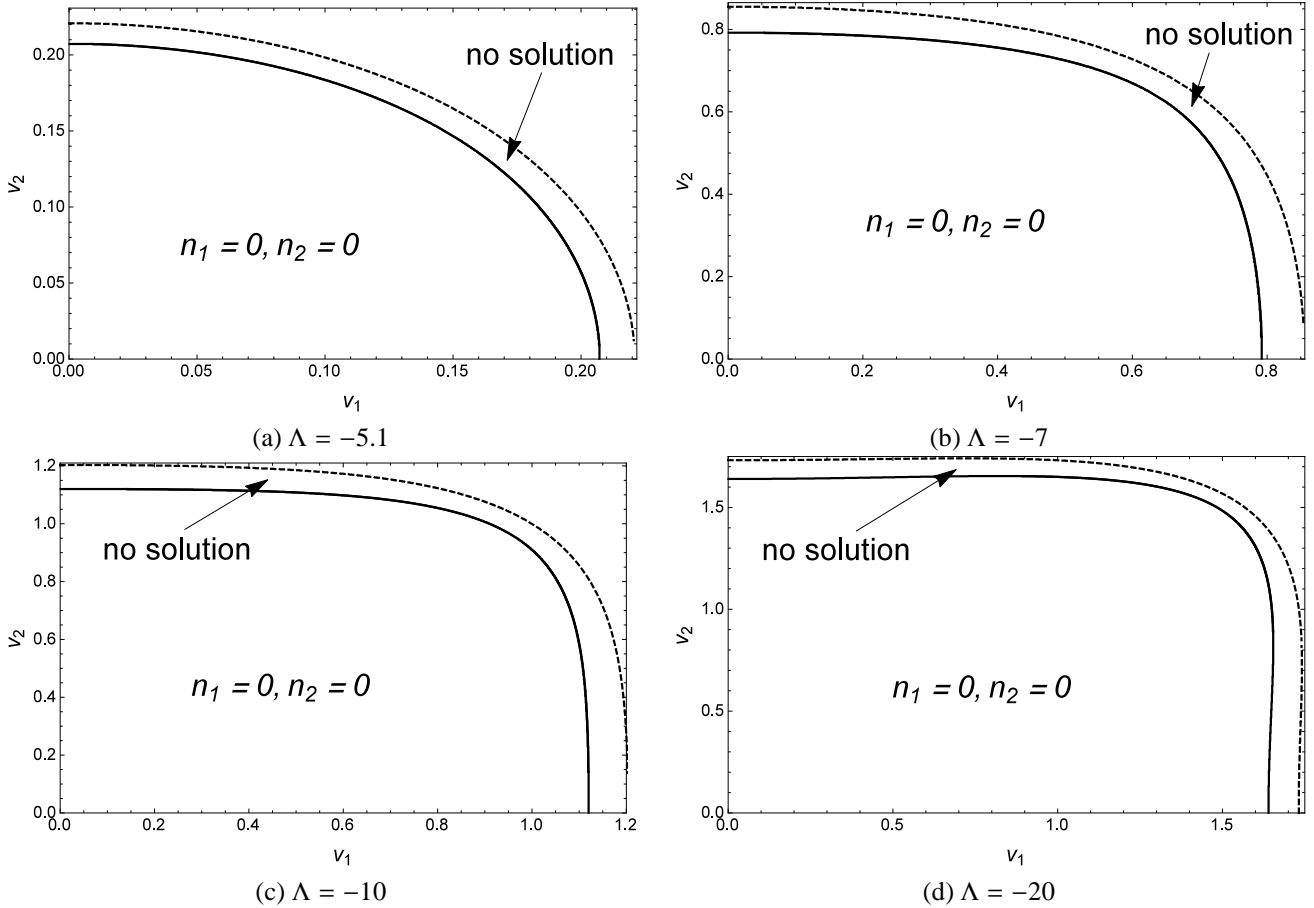 no solution
n1 = 0, n2 = 0
v2
0.20
0.15
0.10
0.05
0.00
0.00 0.05 0.10 0.15 0.20
v1
(a) Λ = −5.1
no solution
n1 = 0, n2 = 0
v2
0.8
0.6
0.4
0.2
0.0
0.0 0.2 0.4 0.6 0.8
v1
(b) Λ = −7
no solution
n1 = 0, n2 = 0
v2
1.2
1.0
0.8
0.6
0.4
0.2
0.0
0.0 0.2 0.4 0.6 0.8 1.0 1.2
v1
(c) Λ = −10
no solution
n1 = 0, n2 = 0
v2
1.5
1.0
0.5
0.0
0.0 0.5 1.0 1.5
v1
(d) Λ = −20